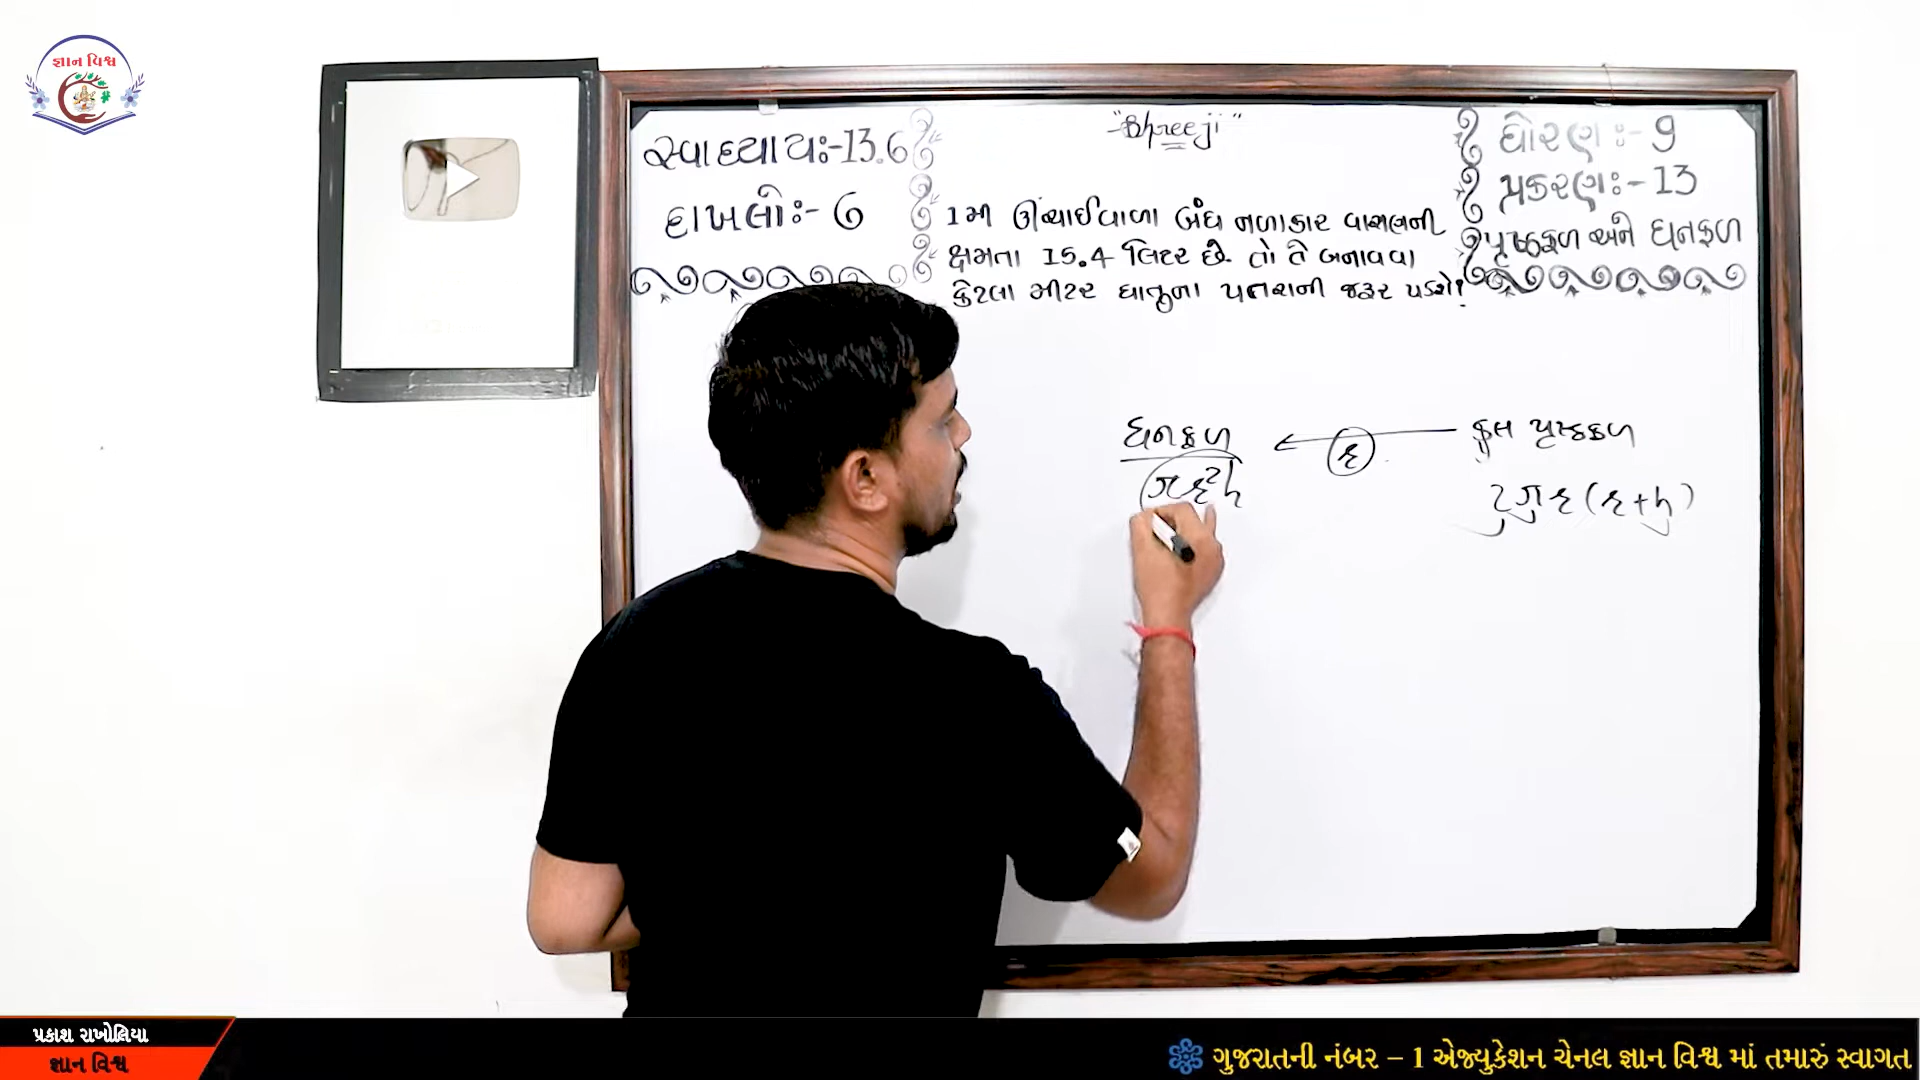 જ્ઞાન વિશ્વ
સ્વાધ્યાયઃ-13.6
દાખલોઃ- 6
"Shreeji"
ધોરણઃ- 9
પ્રકરણઃ- 13
પૃષ્ઠફળ અને ઘનફળ
1મી ઊંચાઈવાળા બંધ નળાકાર વાસણની
ક્ષમતા 15.4 લિટર છે. તો તે બનાવવા
કેટલા મીટર ધાતુના પતરાની જરૂર પડશે?
ઘનફળ
πr²h
r
કુલ પૃષ્ઠફળ
2πr(r+h)
પ્રકાશ રાખોલિયા
જ્ઞાન વિશ્વ
ગુજરાતની નંબર – 1 એજ્યુકેશન ચેનલ જ્ઞાન વિશ્વ માં તમારું સ્વાગત